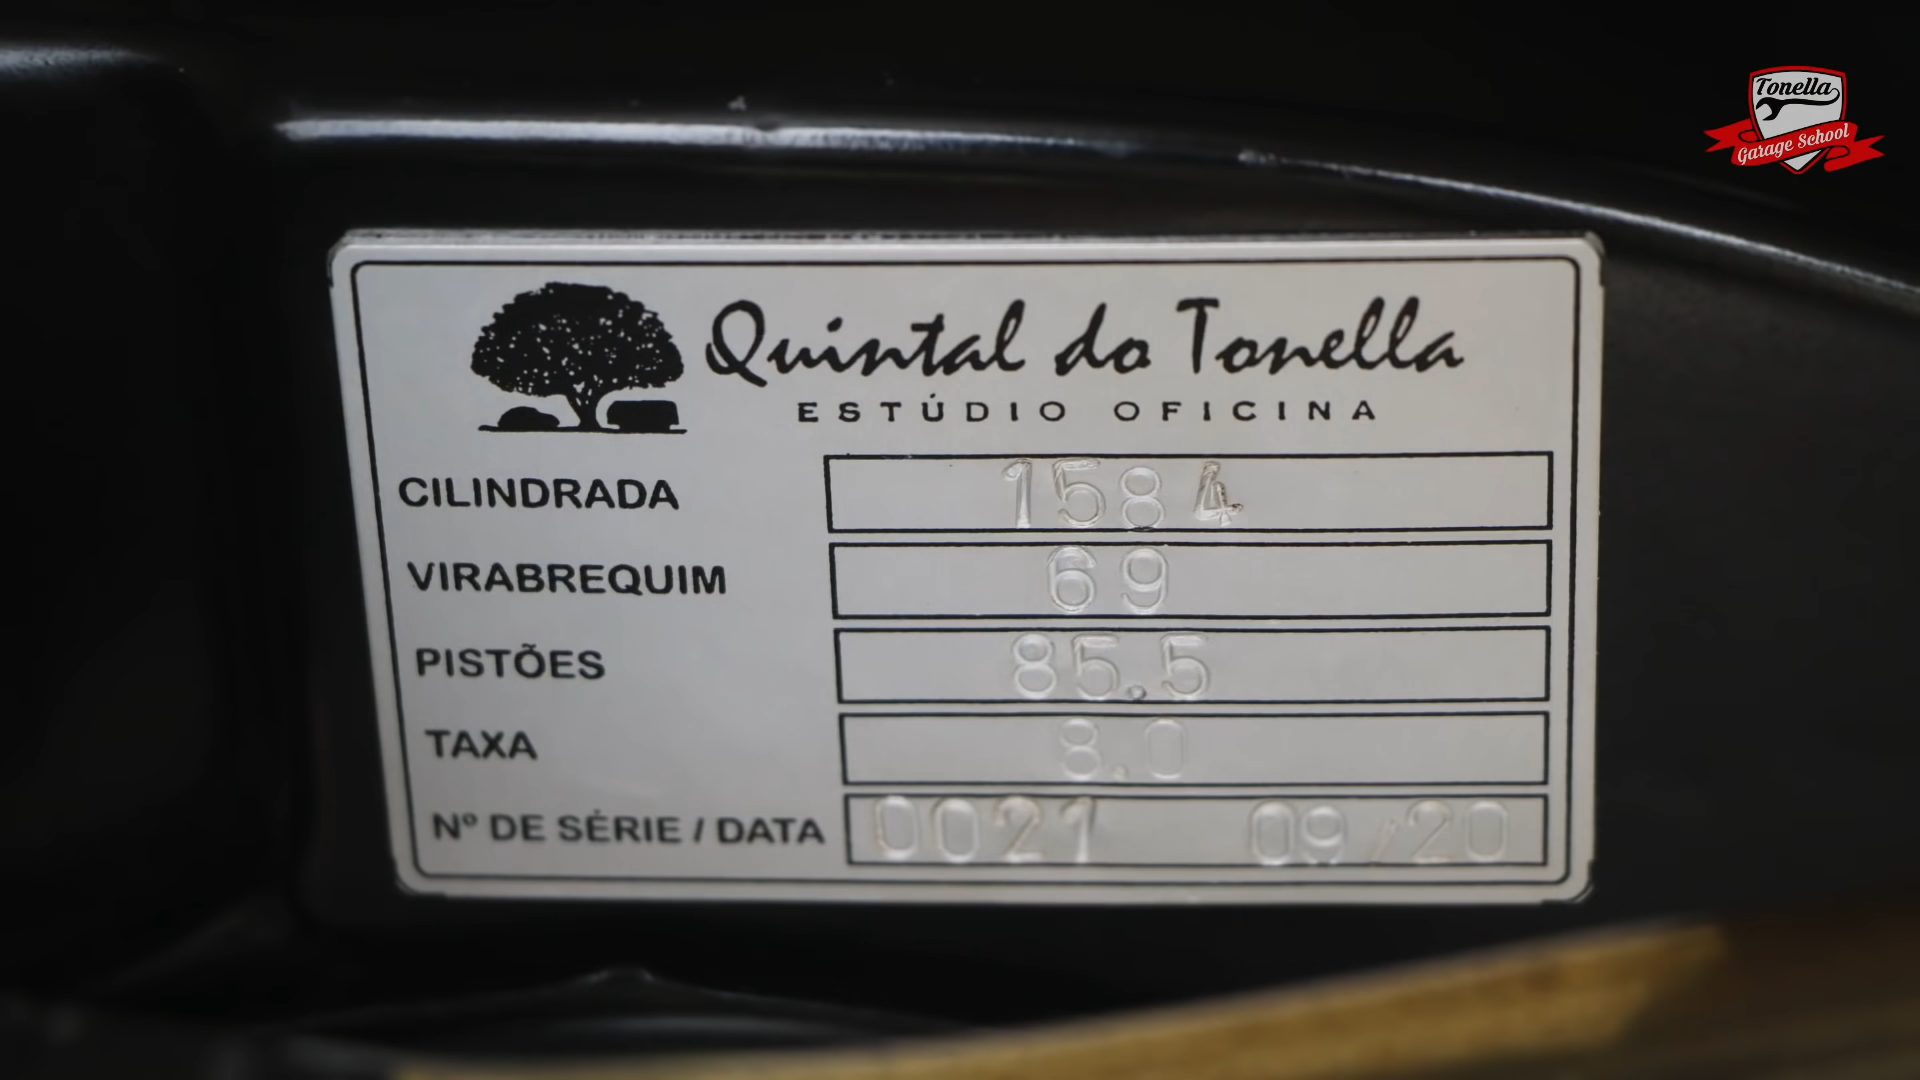 Tonella
Garage School
Quintal do Tonella
ESTÚDIO OFICINA
CILINDRADA 1584
VIRABREQUIM 69
PISTÕES 85.5
TAXA 8.0
Nº DE SÉRIE / DATA 0021 09/20